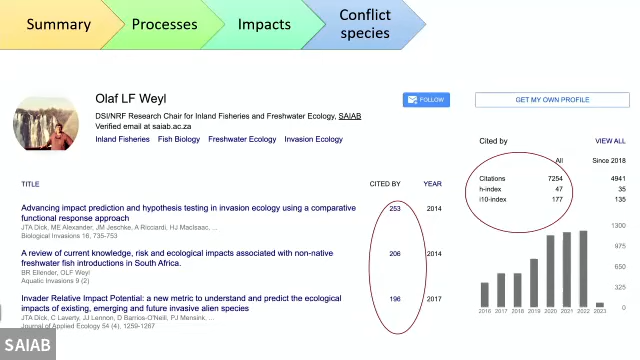 Summary
Processes
Impacts
Conflict
species
Olaf LF Weyl
FOLLOW
GET MY OWN PROFILE
DSI/NRF Research Chair for Inland Fisheries and Freshwater Ecology, SAIAB
Verified email at saiab.ac.za
Inland Fisheries Fish Biology Freshwater Ecology Invasion Ecology
Cited by VIEW ALL
All Since 2018
Citations 7254 4941
h-index 47 35
i10-index 177 135
TITLE CITED BY YEAR
Advancing impact prediction and hypothesis testing in invasion ecology using a comparative 253 2014
functional response approach
JTA Dick, ME Alexander, JM Jeschke, A Ricciardi, HJ MacIsaac, ...
Biological Invasions 16, 735-753
A review of current knowledge, risk and ecological impacts associated with non-native 206 2014
freshwater fish introductions in South Africa.
BR Ellender, OLF Weyl
Aquatic Invasions 9 (2)
Invader Relative Impact Potential: a new metric to understand and predict the ecological 196 2017
impacts of existing, emerging and future invasive alien species
JTA Dick, C Laverty, JJ Lennon, D Barrios-O'Neill, PJ Mensink, ...
Journal of Applied Ecology 54 (4), 1259-1267
1300
975
650
325
0
2016 2017 2018 2019 2020 2021 2022 2023
SAIAB